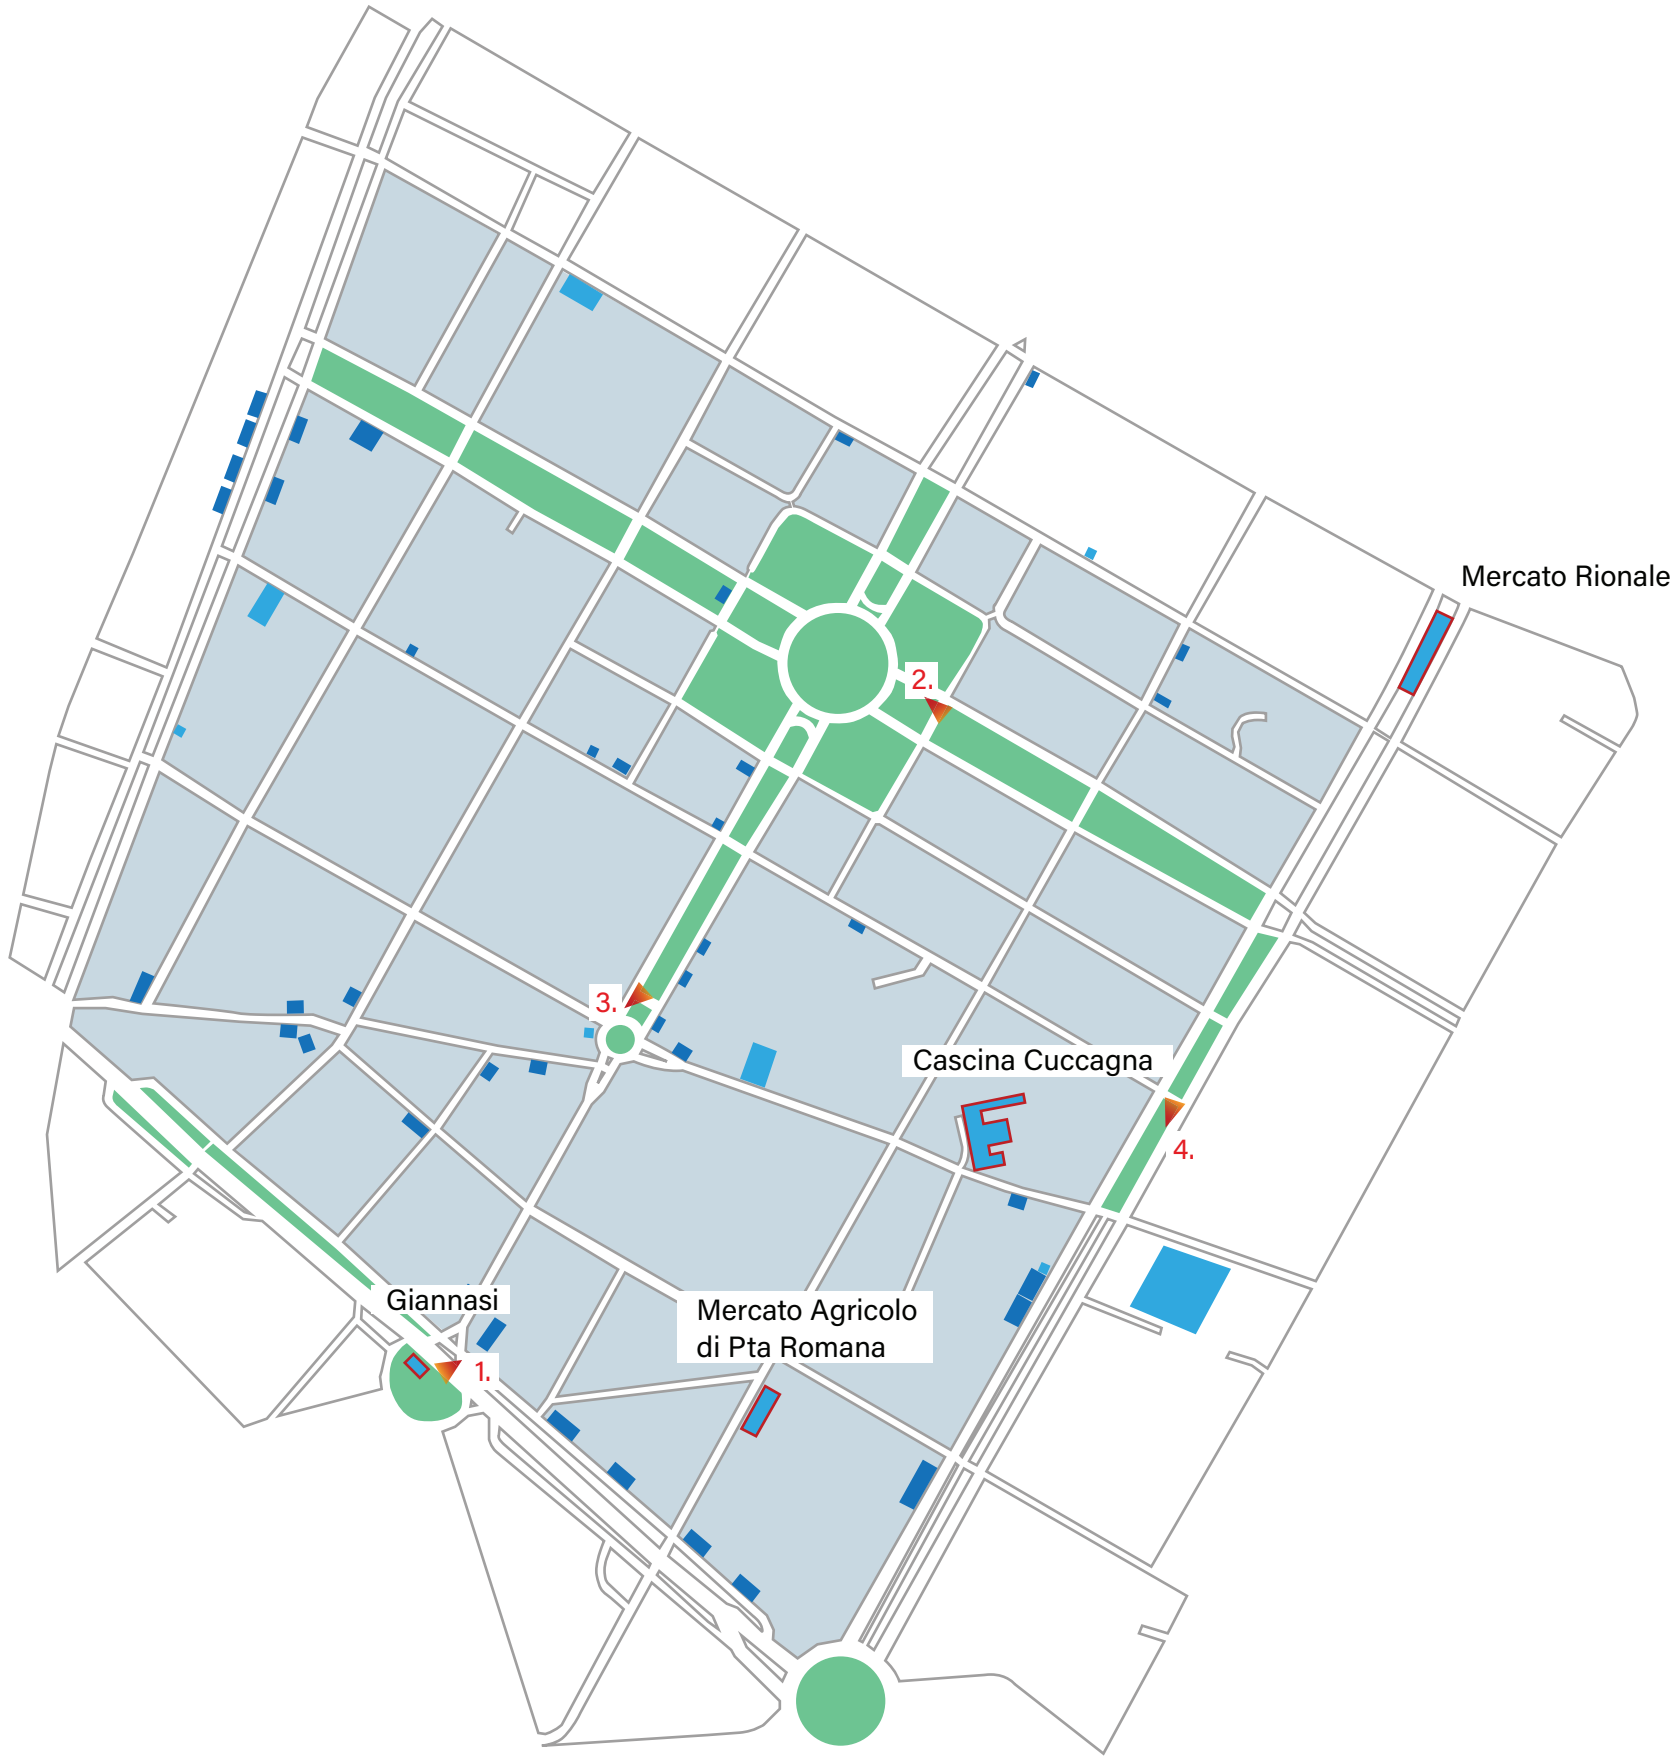 Mercato Rionale
2.
3.
Cascina Cuccagna
4.
Giannasi
Mercato Agricolo
di Pta Romana
1.